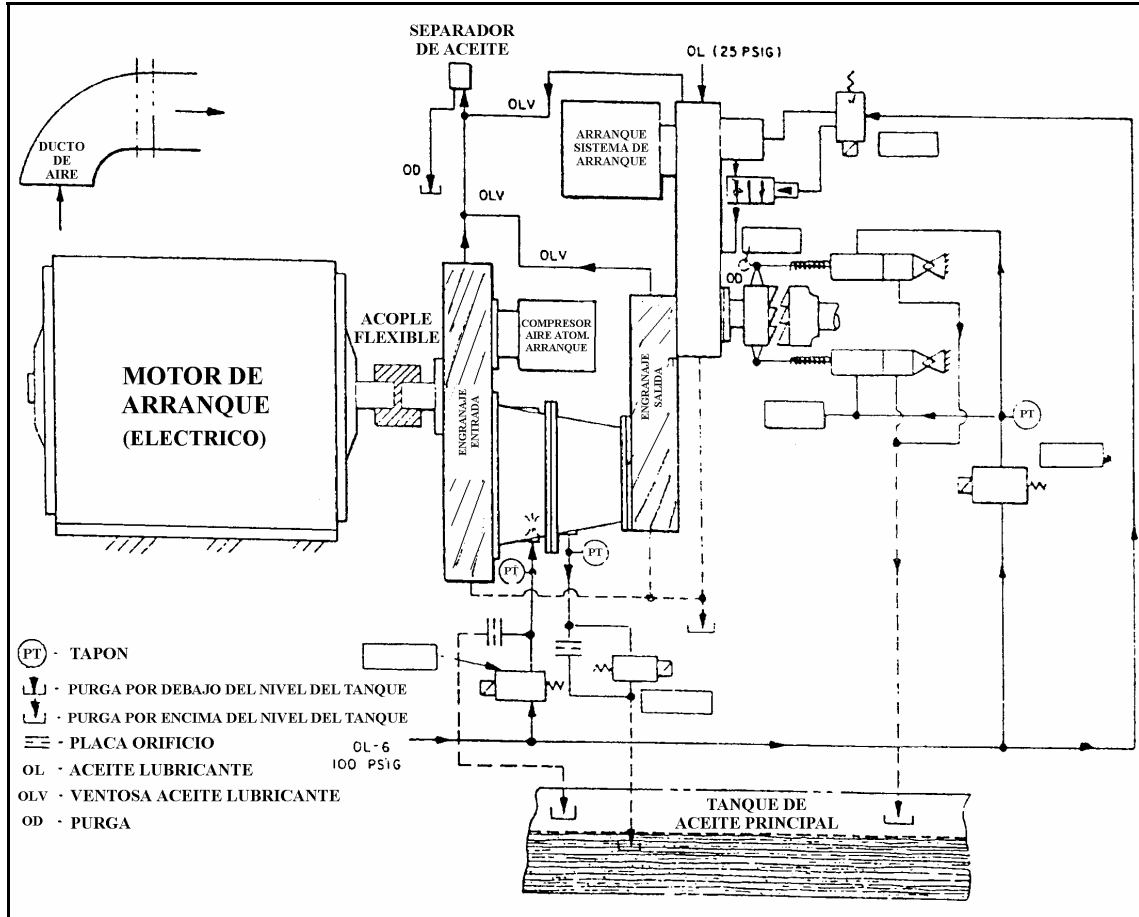 SEPARADOR
DE ACEITE
OL (25 PSIG)
OLV
DUCTO
DE
AIRE
ARRANQUE
SISTEMA DE
ARRANQUE
OD
OLV
OLV
OD
ACOPLE
FLEXIBLE
COMPRESOR
AIRE ATOM.
ARRANQUE
MOTOR DE
ARRANQUE
(ELECTRICO)
ENGRANAJE
ENTRADA
ENGRANAJE
SALIDA
PT
PT
PT
PT - TAPON
- PURGA POR DEBAJO DEL NIVEL DEL TANQUE
- PURGA POR ENCIMA DEL NIVEL DEL TANQUE
- PLACA ORIFICIO
OL - ACEITE LUBRICANTE
OLV - VENTOSA ACEITE LUBRICANTE
OD - PURGA
OL-6
100 PSIG
TANQUE DE
ACEITE PRINCIPAL